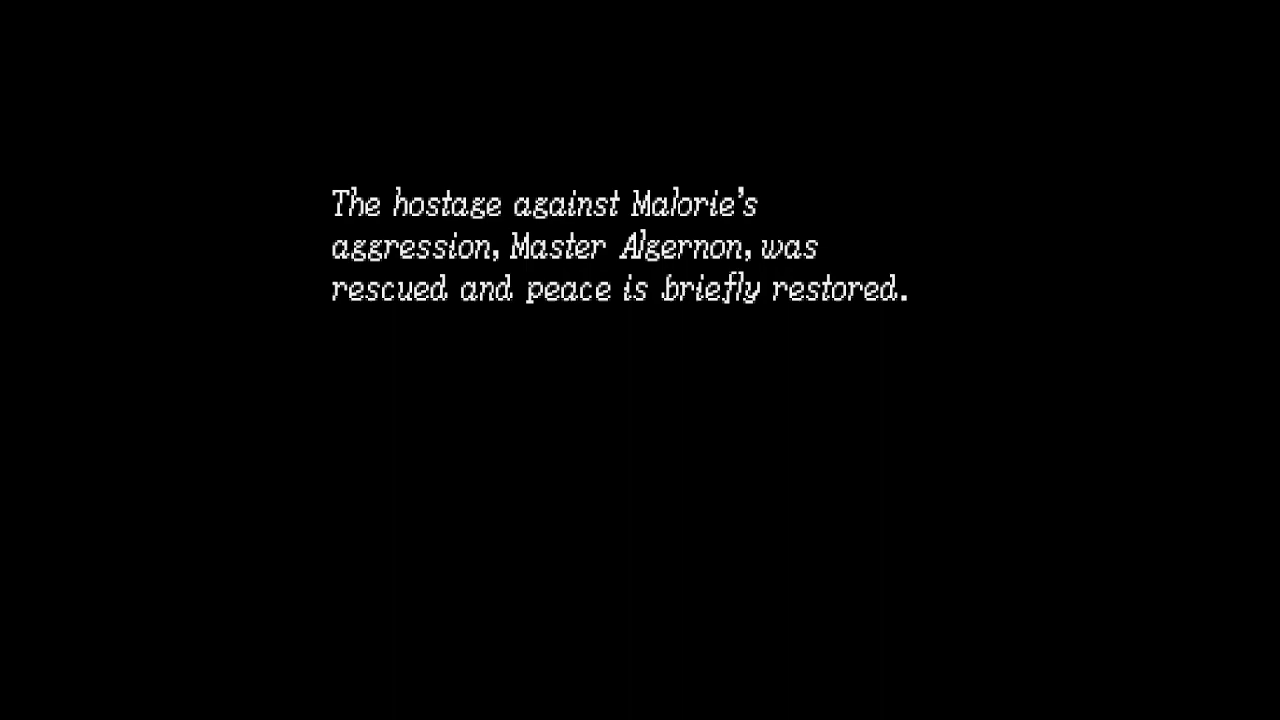 The hostage against Malorie's
aggression, Master Algernon, was
rescued and peace is briefly restored.